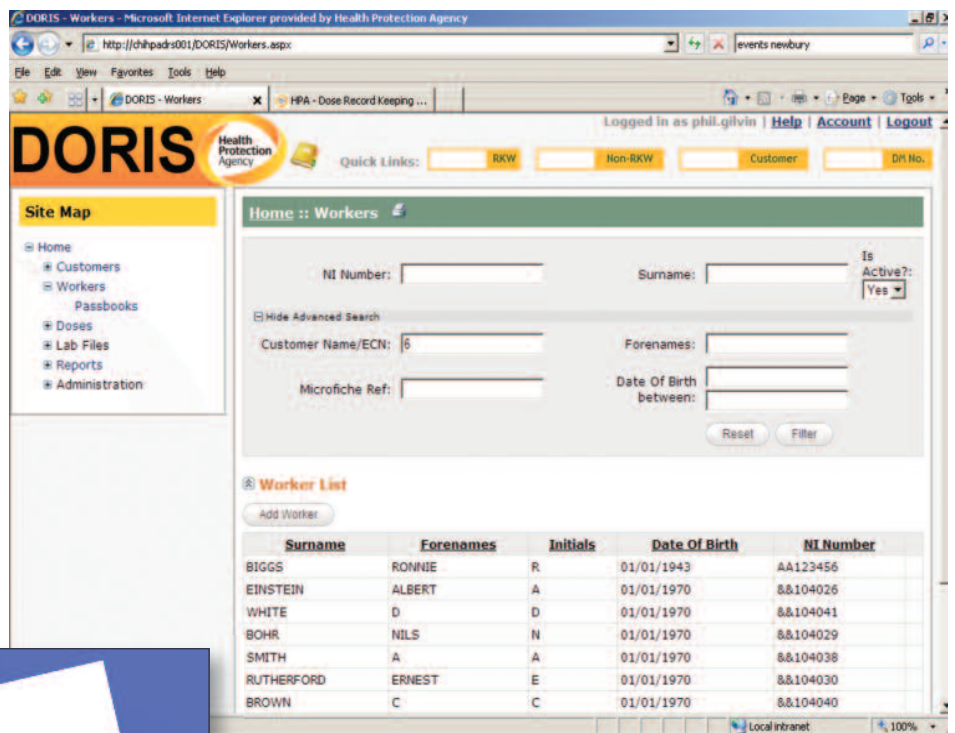 DORIS - Workers - Microsoft Internet Explorer provided by Health Protection Agency
http://chihpadrs001/DORIS/Workers.aspx
events newbury
File Edit View Favorites Tools Help
DORIS - Workers
HPA - Dose Record Keeping ...
Page
Tools
Logged in as phil.gilvin | Help | Account | Logout
DORIS
Health
Protection
Agency
Quick Links:
RKW
Non-RKW
Customer
DM No.
Site Map
Home :: Workers
Home
Customers
Workers
Passbooks
Doses
Lab Files
Reports
Administration
NI Number:
Surname:
Is
Active?:
Yes
Hide Advanced Search
Customer Name/ECN: 6
Forenames:
Microfiche Ref:
Date Of Birth
between:
Reset
Filter
Worker List
Add Worker
Surname Forenames Initials Date Of Birth NI Number
BIGGS RONNIE R 01/01/1943 AA123456
EINSTEIN ALBERT A 01/01/1970 &&104026
WHITE D D 01/01/1970 &&104041
BOHR NILS N 01/01/1970 &&104029
SMITH A A 01/01/1970 &&104038
RUTHERFORD ERNEST E 01/01/1970 &&104030
BROWN C C 01/01/1970 &&104040
Local intranet
100%